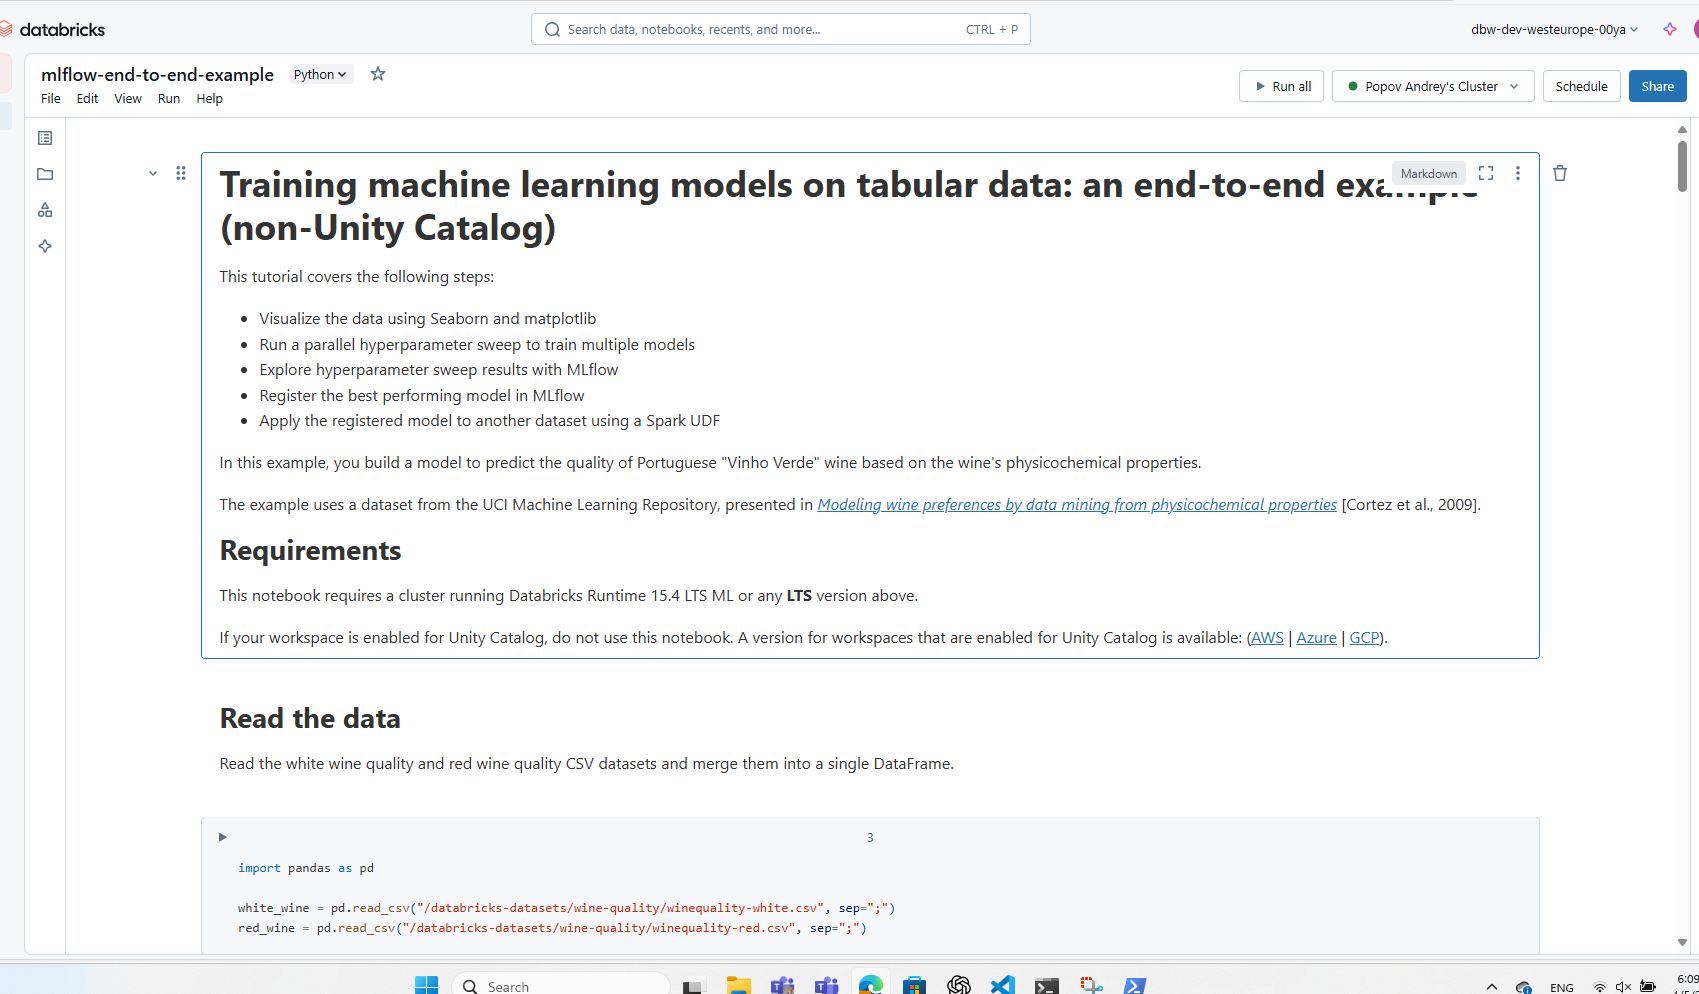 databricks
Search data, notebooks, recents, and more...
CTRL + P
dbw-dev-westeurope-00ya
mlflow-end-to-end-example
Python
File Edit View Run Help
Run all
Popov Andrey's Cluster
Schedule
Share
Markdown
Training machine learning models on tabular data: an end-to-end example
(non-Unity Catalog)
This tutorial covers the following steps:
• Visualize the data using Seaborn and matplotlib
• Run a parallel hyperparameter sweep to train multiple models
• Explore hyperparameter sweep results with MLflow
• Register the best performing model in MLflow
• Apply the registered model to another dataset using a Spark UDF
In this example, you build a model to predict the quality of Portuguese "Vinho Verde" wine based on the wine's physicochemical properties.
The example uses a dataset from the UCI Machine Learning Repository, presented in Modeling wine preferences by data mining from physicochemical properties [Cortez et al., 2009].
Requirements
This notebook requires a cluster running Databricks Runtime 15.4 LTS ML or any LTS version above.
If your workspace is enabled for Unity Catalog, do not use this notebook. A version for workspaces that are enabled for Unity Catalog is available: (AWS | Azure | GCP).
Read the data
Read the white wine quality and red wine quality CSV datasets and merge them into a single DataFrame.
3
import pandas as pd
white_wine = pd.read_csv("/databricks-datasets/wine-quality/winequality-white.csv", sep=";")
red_wine = pd.read_csv("/databricks-datasets/wine-quality/winequality-red.csv", sep=";")
Search
ENG
6:09